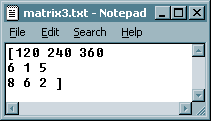 matrix3.txt - Notepad
File Edit Search Help
[120 240 360
6 1 5
8 6 2 ]